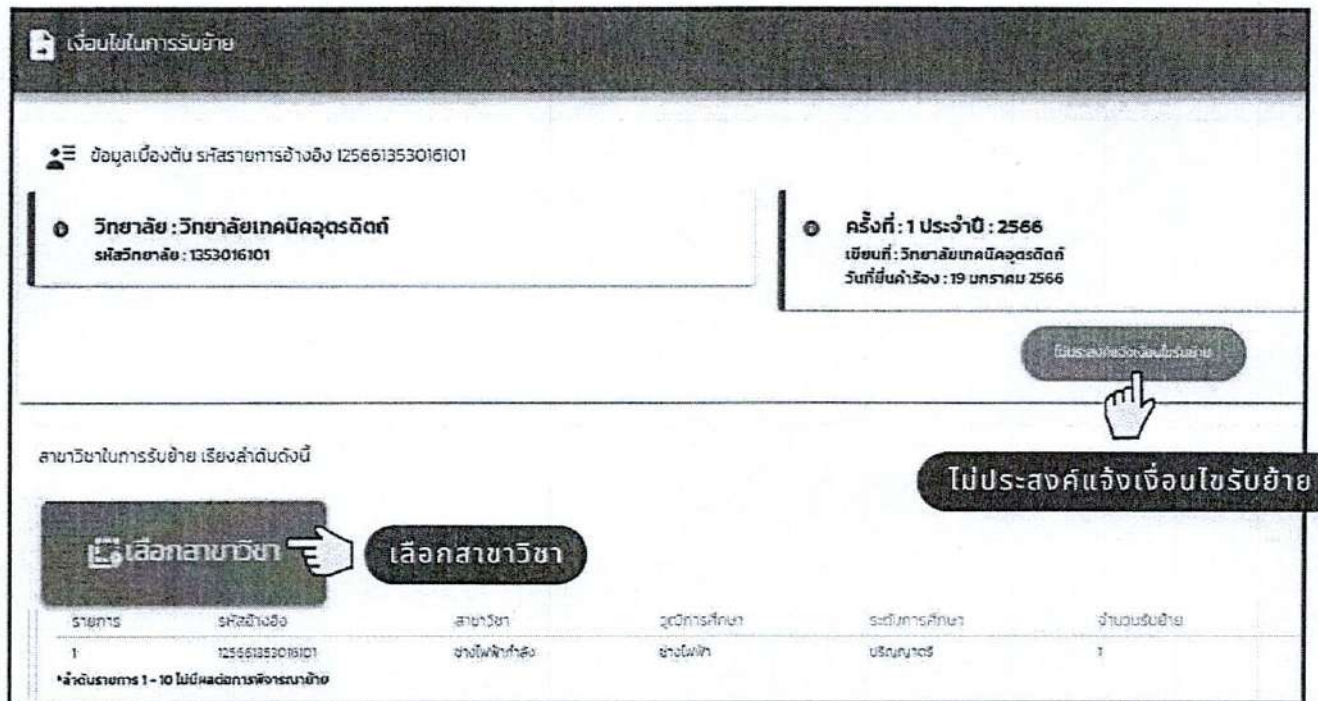 เงื่อนไขในการรับย้าย
ข้อมูลเบื้องต้น รหัสรายการอ้างอิง 125661353016101
วิทยาลัย : วิทยาลัยเทคนิคอุตรดิตถ์
รหัสวิทยาลัย : 1353016101
ครั้งที่ : 1 ประจำปี : 2566
เขียนที่ : วิทยาลัยเทคนิคอุตรดิตถ์
วันที่ยื่นคำร้อง : 19 มกราคม 2566
ไม่ประสงค์แจ้งเงื่อนไขรับย้าย
ไม่ประสงค์แจ้งเงื่อนไขรับย้าย
สาขาวิชาในการรับย้าย เรียงลำดับดังนี้
เลือกสาขาวิชา
เลือกสาขาวิชา
รายการ รหัสอ้างอิง สาขาวิชา วุฒิการศึกษา ระดับการศึกษา จำนวนรับย้าย
1 125661353016101 ช่างไฟฟ้ากำลัง ช่างไฟฟ้า ปริญญาตรี 1
*ลำดับรายการ 1 - 10 ไม่มีผลต่อการพิจารณาย้าย